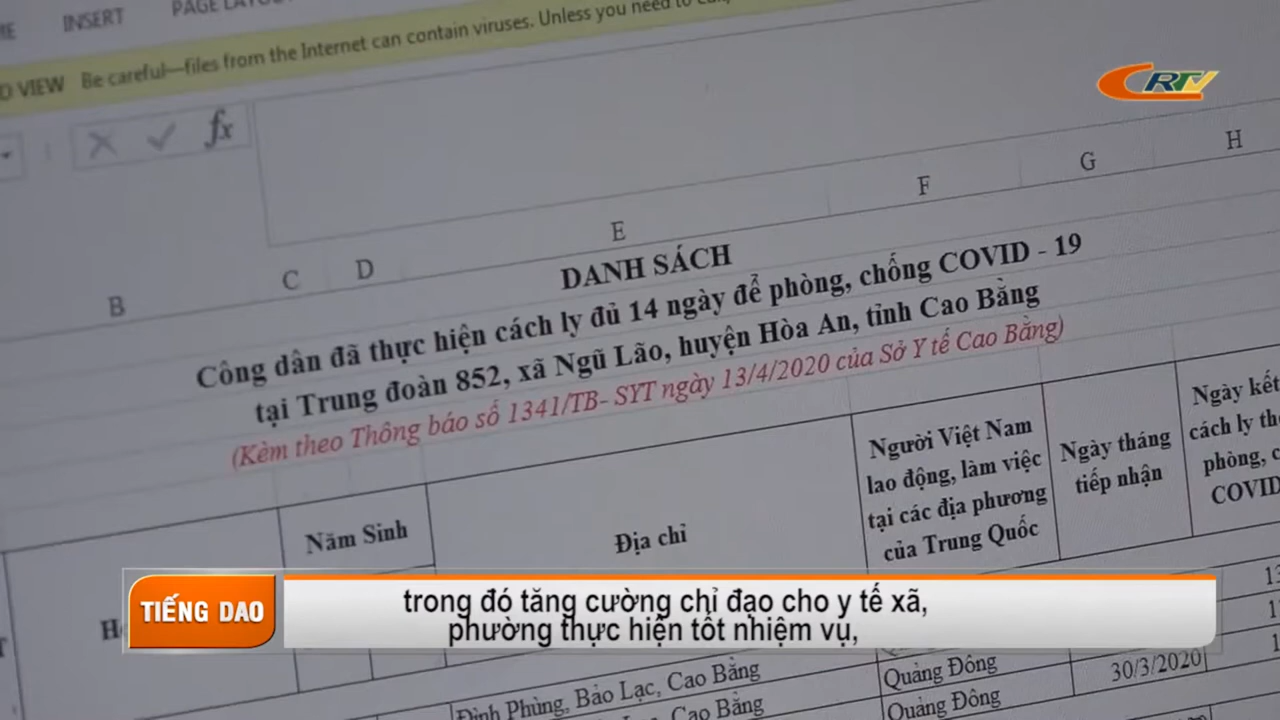 INSERT
PAGE
VIEW Be careful—files from the Internet can contain viruses. Unless you need to
CRTV
fx
B C D E F G H
DANH SÁCH
Công dân đã thực hiện cách ly đủ 14 ngày để phòng, chống COVID - 19
tại Trung đoàn 852, xã Ngũ Lão, huyện Hòa An, tỉnh Cao Bằng
(Kèm theo Thông báo số 1341/TB- SYT ngày 13/4/2020 của Sở Y tế Cao Bằng)
Năm Sinh
Địa chỉ
Người Việt Nam
lao động, làm việc
tại các địa phương
của Trung Quốc
Ngày tháng
tiếp nhận
Ngày kết
cách ly
phòng,
COVID
TIẾNG DAO
trong đó tăng cường chỉ đạo cho y tế xã,
phường thực hiện tốt nhiệm vụ,
Đình Phùng, Bảo Lạc, Cao Bằng
Quảng Đông
30/3/2020
Cao Bằng
Quảng Đông